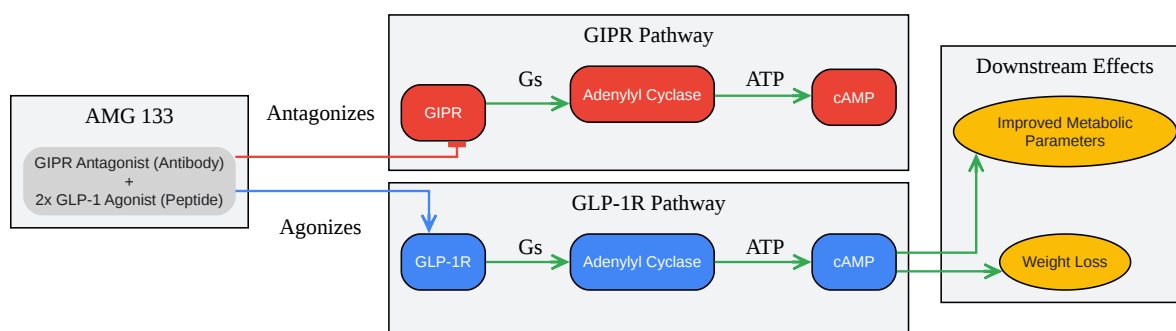 AMG 133
GIPR Antagonist (Antibody)
+
2x GLP-1 Agonist (Peptide)
Antagonizes
Agonizes
GIPR Pathway
GIPR
Gs
Adenylyl Cyclase
ATP
cAMP
GLP-1R Pathway
GLP-1R
Gs
Adenylyl Cyclase
ATP
cAMP
Downstream Effects
Improved Metabolic
Parameters
Weight Loss